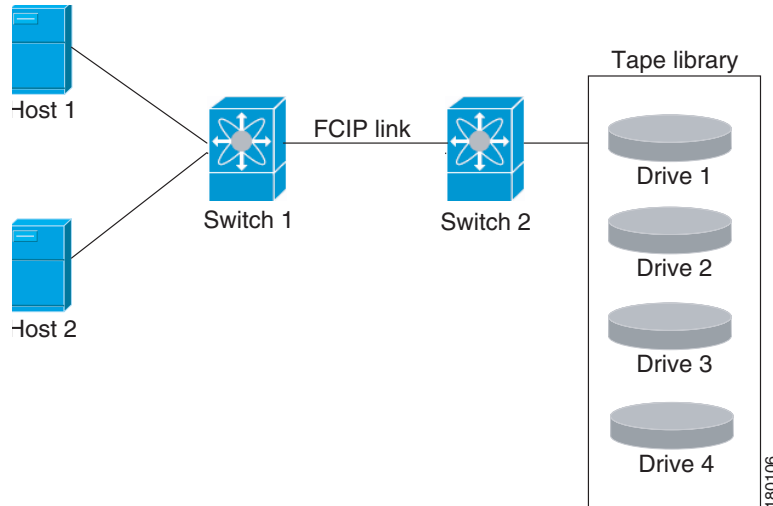 Tape library
Host 1
FCIP link
Switch 1
Switch 2
Drive 1
Drive 2
Host 2
Drive 3
Drive 4
180106